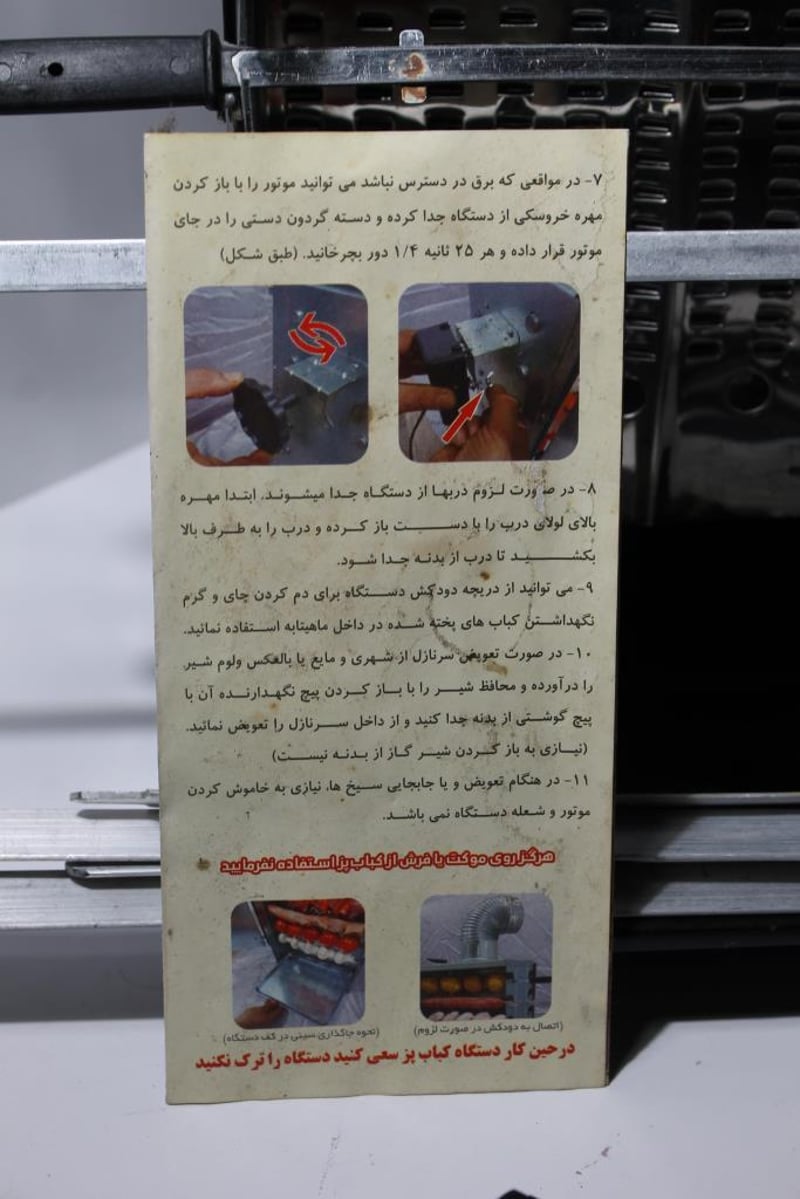 ۷- در مواقعی که برق در دسترس نباشد می توانید موتور را با باز کردن
مهره خروسکی از دستگاه جدا کرده و دسته گردون دستی را در جای
موتور قرار داده و هر ۲۵ ثانیه ۱/۴ دور بچرخانید. (طبق شکل)
۸- در صورت لزوم دربها از دستگاه جدا میشوند. ابتدا مهره
بالای لولای درب را با دست باز کرده و درب را به طرف بالا
بکشید تا درب از بدنه جدا شود.
۹- می توانید از دریچه دودکش دستگاه برای دم کردن چای و گرم
نگهداشتن کباب های پخته شده در داخل ماهیتابه استفاده نمائید.
۱۰- در صورت تعویض سرنازل از شهری و مایع یا بالعکس ولوم شیر
را درآورده و محافظ شیر را با باز کردن پیچ نگهدارنده آن با
پیچ گوشتی از بدنه جدا کنید و از داخل سرنازل را تعویض نمائید.
(نیازی به باز کردن شیر گاز از بدنه نیست)
۱۱- در هنگام تعویض و یا جابجایی سیخ ها، نیازی به خاموش کردن
موتور و شعله دستگاه نمی باشد.
هرگز روی موکت یا فرش از کباب پز استفاده نفرمایید
(اتصال به دودکش در صورت لزوم)
(نحوه جاگذاری سینی در کف دستگاه)
درحین کار دستگاه کباب پز سعی کنید دستگاه را ترک نکنید